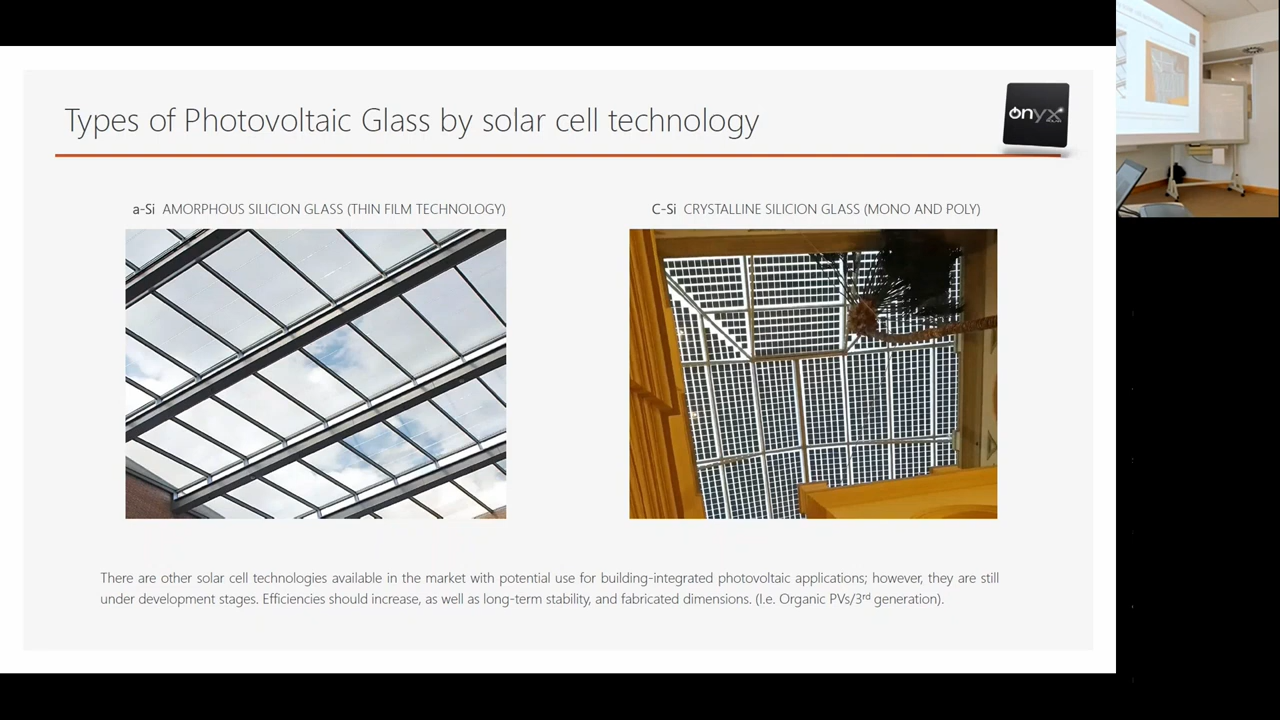 Types of Photovoltaic Glass by solar cell technology
onyx
a-Si AMORPHOUS SILICION GLASS (THIN FILM TECHNOLOGY)
C-Si CRYSTALLINE SILICION GLASS (MONO AND POLY)
There are other solar cell technologies available in the market with potential use for building-integrated photovoltaic applications; however, they are still
under development stages. Efficiencies should increase, as well as long-term stability, and fabricated dimensions. (I.e. Organic PVs/3rd generation).